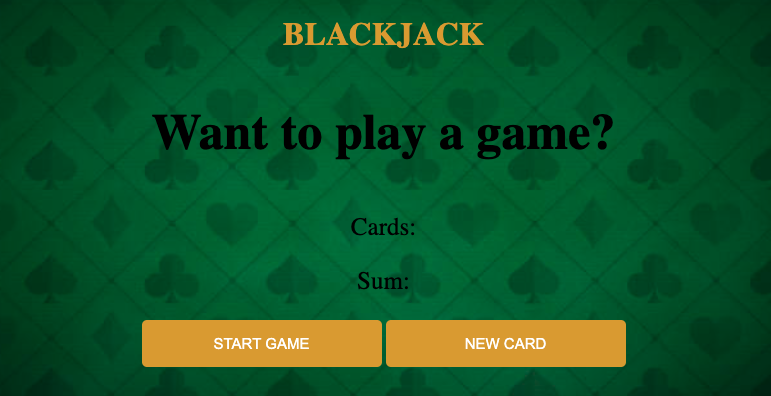 BLACKJACK
Want to play a game?
Cards:
Sum:
START GAME NEW CARD